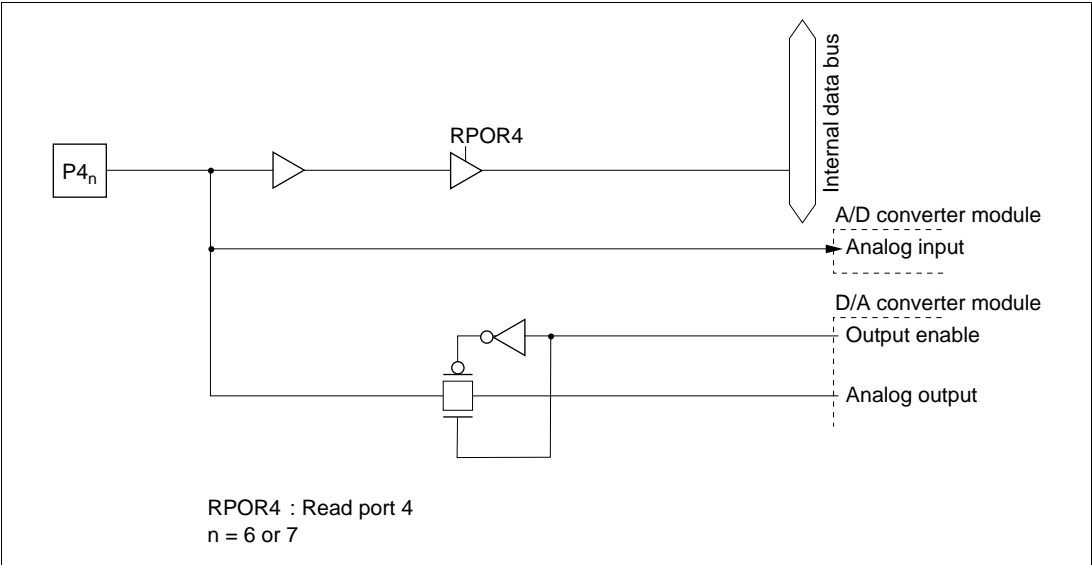 Internal data bus
RPOR4
P4n
A/D converter module
Analog input
D/A converter module
Output enable
Analog output
RPOR4 : Read port 4
n = 6 or 7